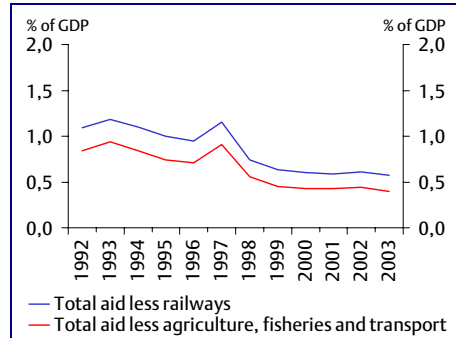 % of GDP % of GDP
2,0 2,0
1,5 1,5
1,0 1,0
0,5 0,5
0,0 0,0
1992 1993 1994 1995 1996 1997 1998 1999 2000 2001 2002 2003
Total aid less railways
Total aid less agriculture, fisheries and transport